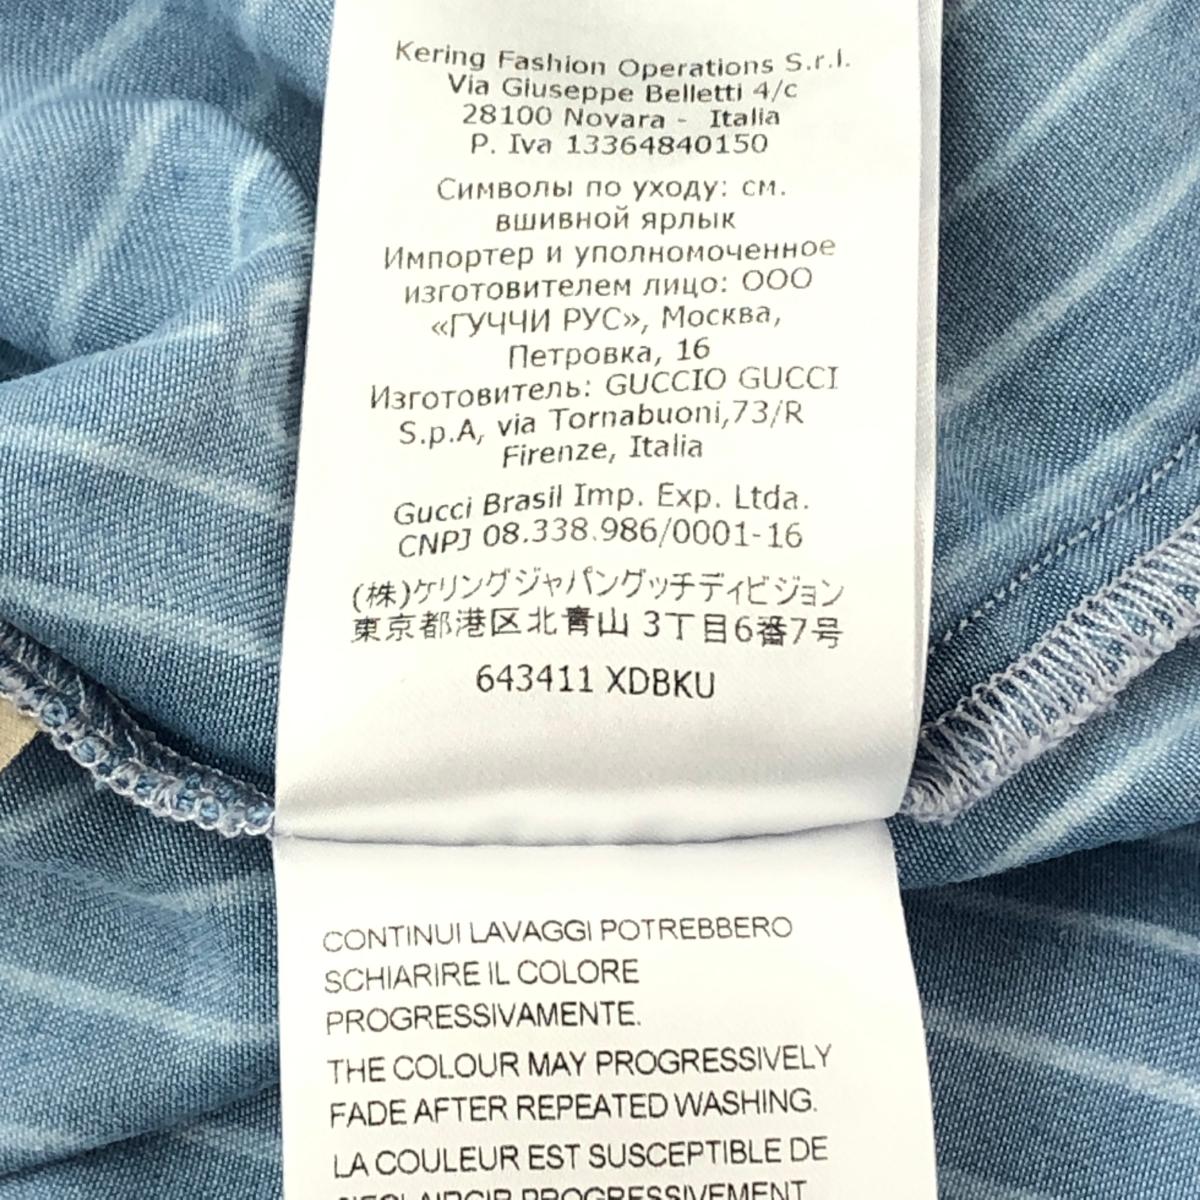 Kering Fashion Operations S.r.l.
Via Giuseppe Belletti 4/c
28100 Novara - Italia
P. Iva 13364840150
Символы по уходу: см.
вшивной ярлык
Импортер и уполномоченное
изготовителем лицо: ООО
«ГУЧЧИ РУС», Москва,
Петровка, 16
Изготовитель: GUCCIO GUCCI
S.p.A, via Tornabuoni,73/R
Firenze, Italia
Gucci Brasil Imp. Exp. Ltda.
CNPJ 08.338.986/0001-16
(株)ケリングジャパングッチディビジョン
東京都港区北青山 3丁目6番7号
643411 XDBKU
CONTINUI LAVAGGI POTREBBERO
SCHIARIRE IL COLORE
PROGRESSIVAMENTE.
THE COLOUR MAY PROGRESSIVELY
FADE AFTER REPEATED WASHING.
LA COULEUR EST SUSCEPTIBLE DE
S'ECLAIRCIR PROGRESSIVEMENT